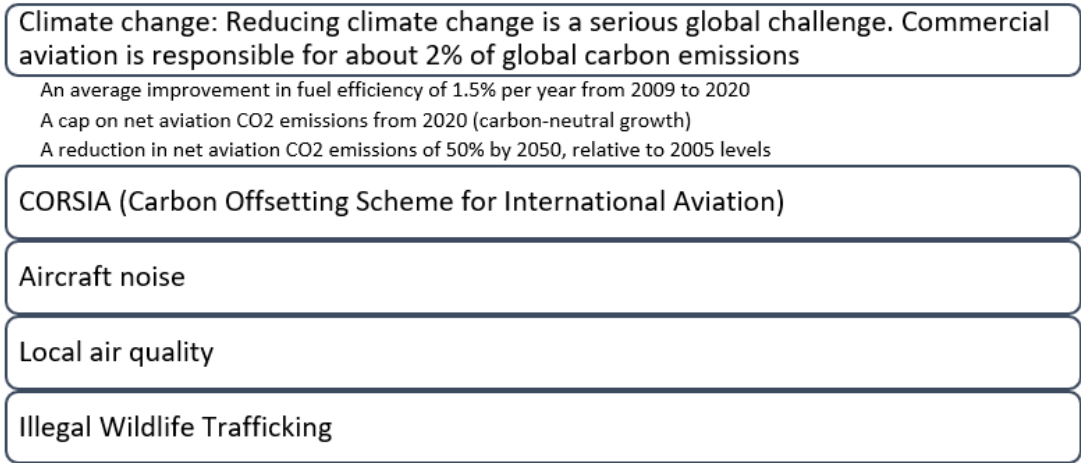 Climate change: Reducing climate change is a serious global challenge. Commercial
aviation is responsible for about 2% of global carbon emissions
An average improvement in fuel efficiency of 1.5% per year from 2009 to 2020
A cap on net aviation CO2 emissions from 2020 (carbon-neutral growth)
A reduction in net aviation CO2 emissions of 50% by 2050, relative to 2005 levels
CORSIA (Carbon Offsetting Scheme for International Aviation)
Aircraft noise
Local air quality
Illegal Wildlife Trafficking